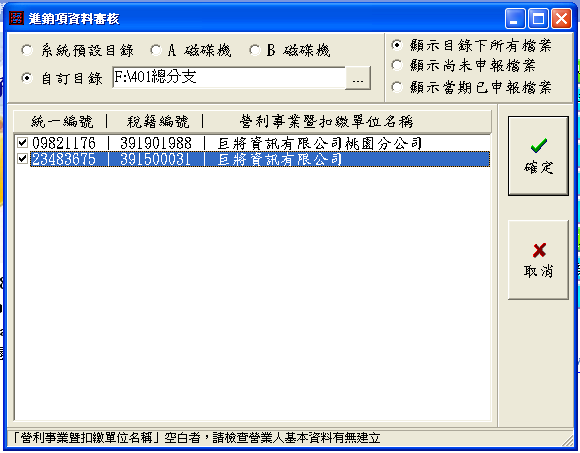 進銷項資料審核
系統預設目錄 A 磁碟機 B 磁碟機
自訂目錄 F:\401總分支 ...
顯示目錄下所有檔案
顯示尚未申報檔案
顯示當期已申報檔案
統一編號 | 稅籍編號 | 營利事業暨扣繳單位名稱
09821176 | 391901988 | 巨將資訊有限公司桃園分公司
23483675 | 391500031 | 巨將資訊有限公司
確定
取消
「營利事業暨扣繳單位名稱」空白者，請檢查營業人基本資料有無建立